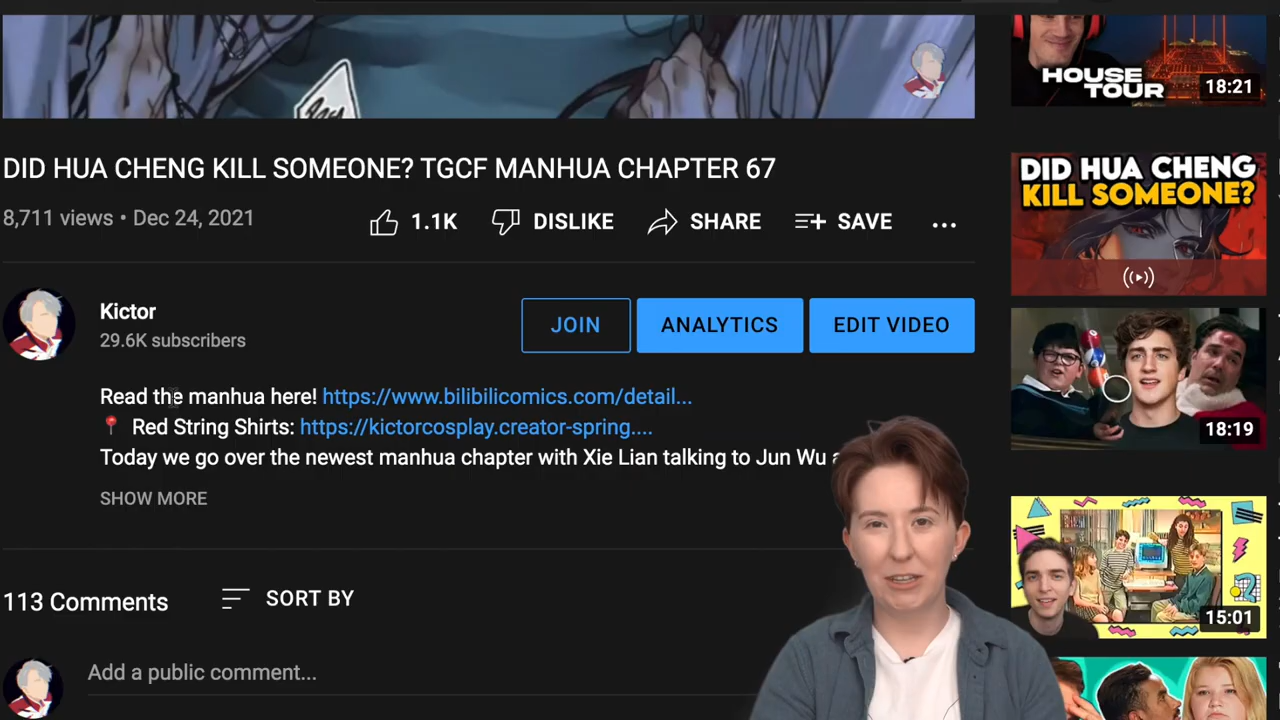 HOUSE
TOUR
18:21
DID HUA CHENG KILL SOMEONE? TGCF MANHUA CHAPTER 67
8,711 views • Dec 24, 2021
1.1K
DISLIKE
SHARE
SAVE
...
DID HUA CHENG
KILL SOMEONE?
Kictor
29.6K subscribers
JOIN
ANALYTICS
EDIT VIDEO
Read the manhua here! https://www.bilibilicomics.com/detail...
Red String Shirts: https://kictorcosplay.creator-spring....
Today we go over the newest manhua chapter with Xie Lian talking to Jun Wu
SHOW MORE
18:19
113 Comments
SORT BY
15:01
Add a public comment...